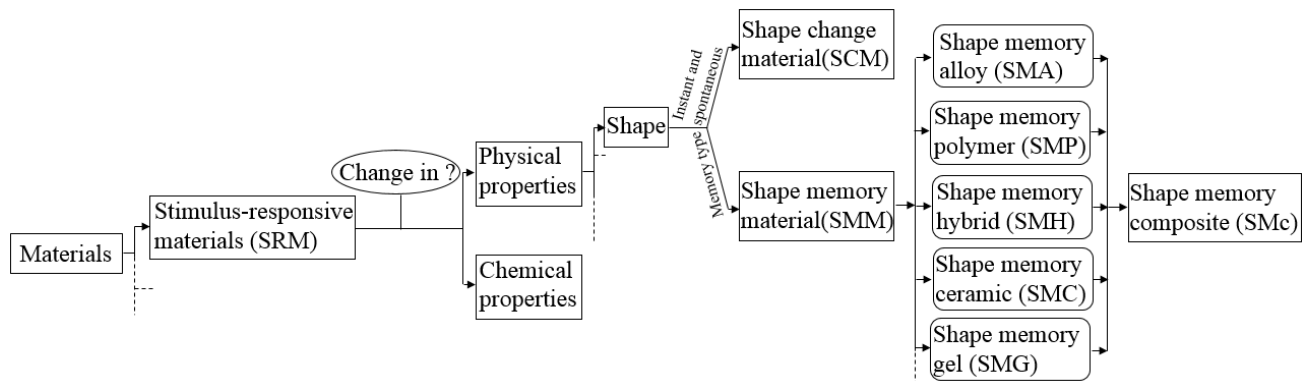 Materials
Stimulus-responsive
materials (SRM)
Change in ?
Physical
properties
Chemical
properties
Shape
Instant and
spontaneous
Memory type
Shape change
material(SCM)
Shape memory
material(SMM)
Shape memory
alloy (SMA)
Shape memory
polymer (SMP)
Shape memory
hybrid (SMH)
Shape memory
ceramic (SMC)
Shape memory
gel (SMG)
Shape memory
composite (SMc)